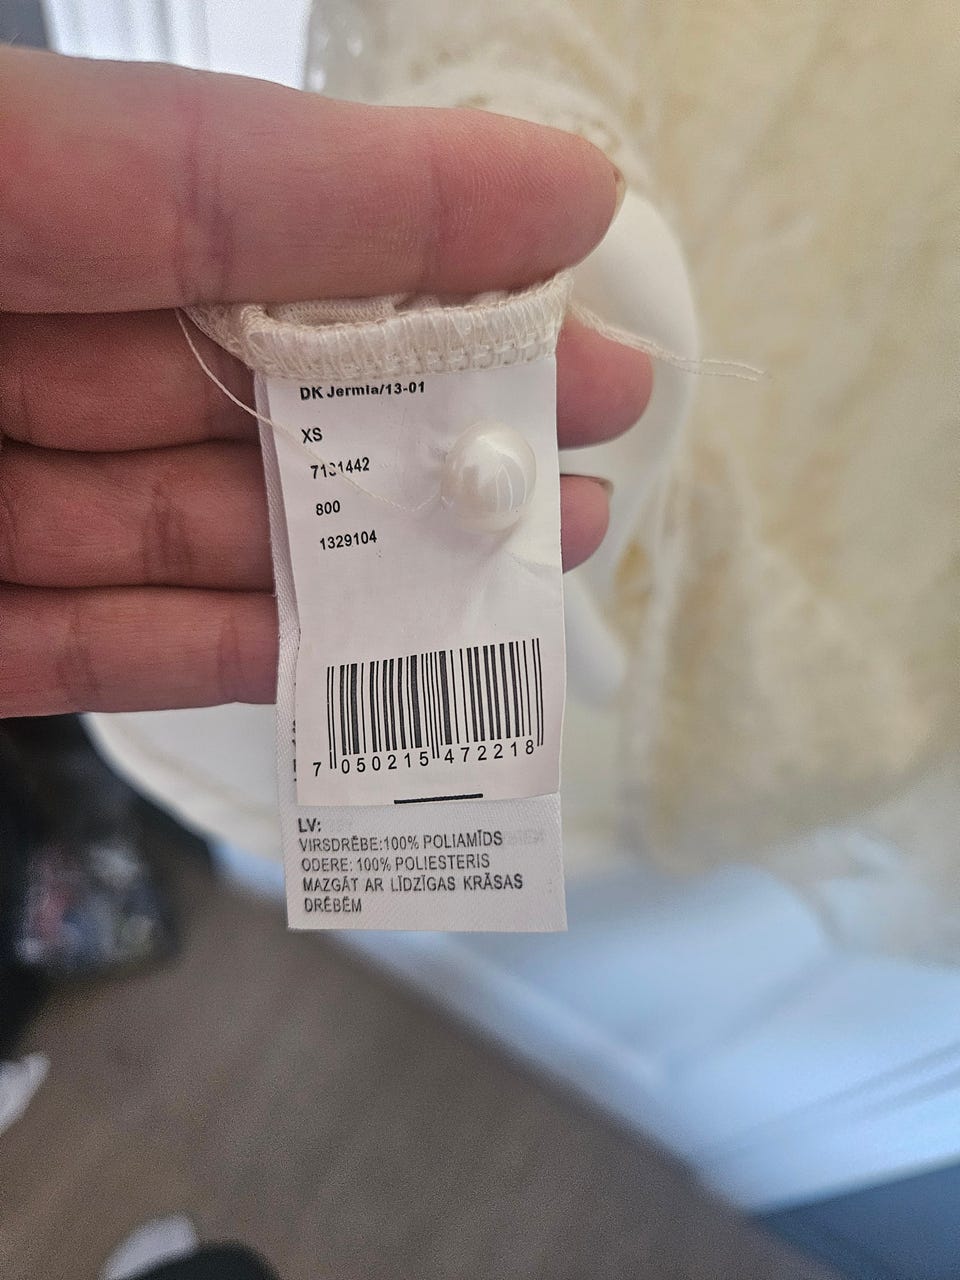 DK Jermia/13-01
XS
7131442
800
1329104
7 050215 472218
LV:
VIRSDRĒBE:100% POLIAMĪDS
ODERE: 100% POLIESTERIS
MAZGĀT AR LĪDZĪGAS KRĀSAS
DRĒBĒM